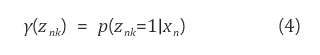 γ(z_nk) = p(z_nk=1|x_n) (4)